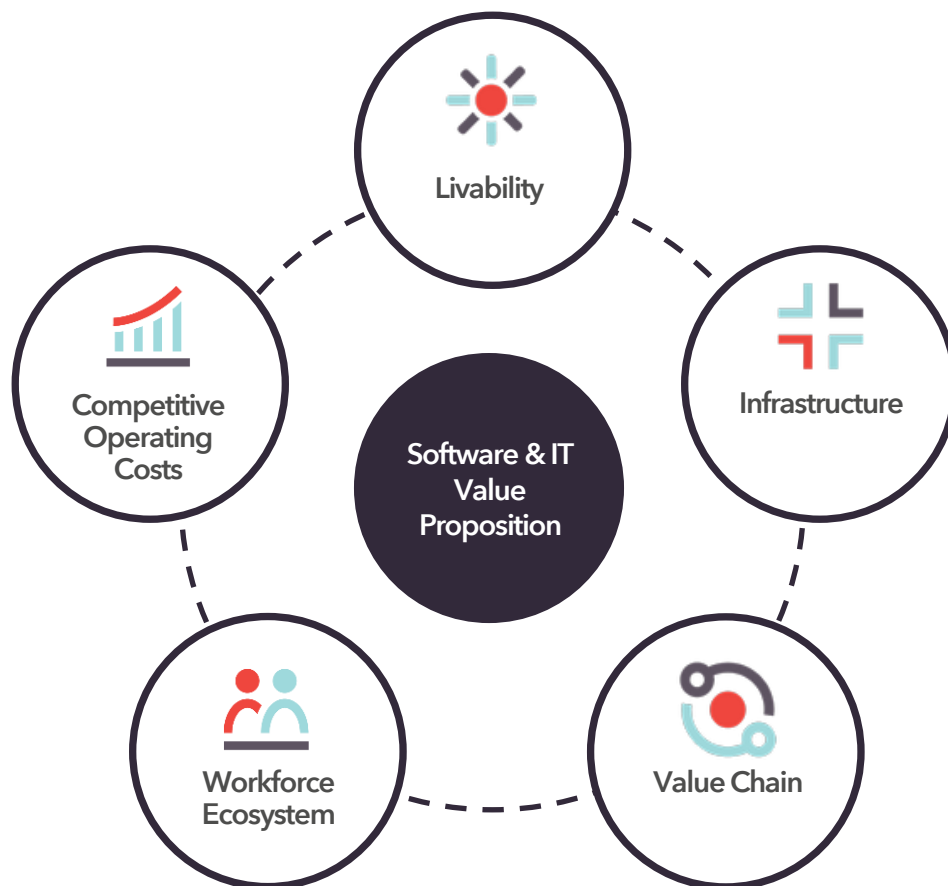 Livability
Competitive
Operating
Costs
Infrastructure
Software & IT
Value
Proposition
Workforce
Ecosystem
Value Chain